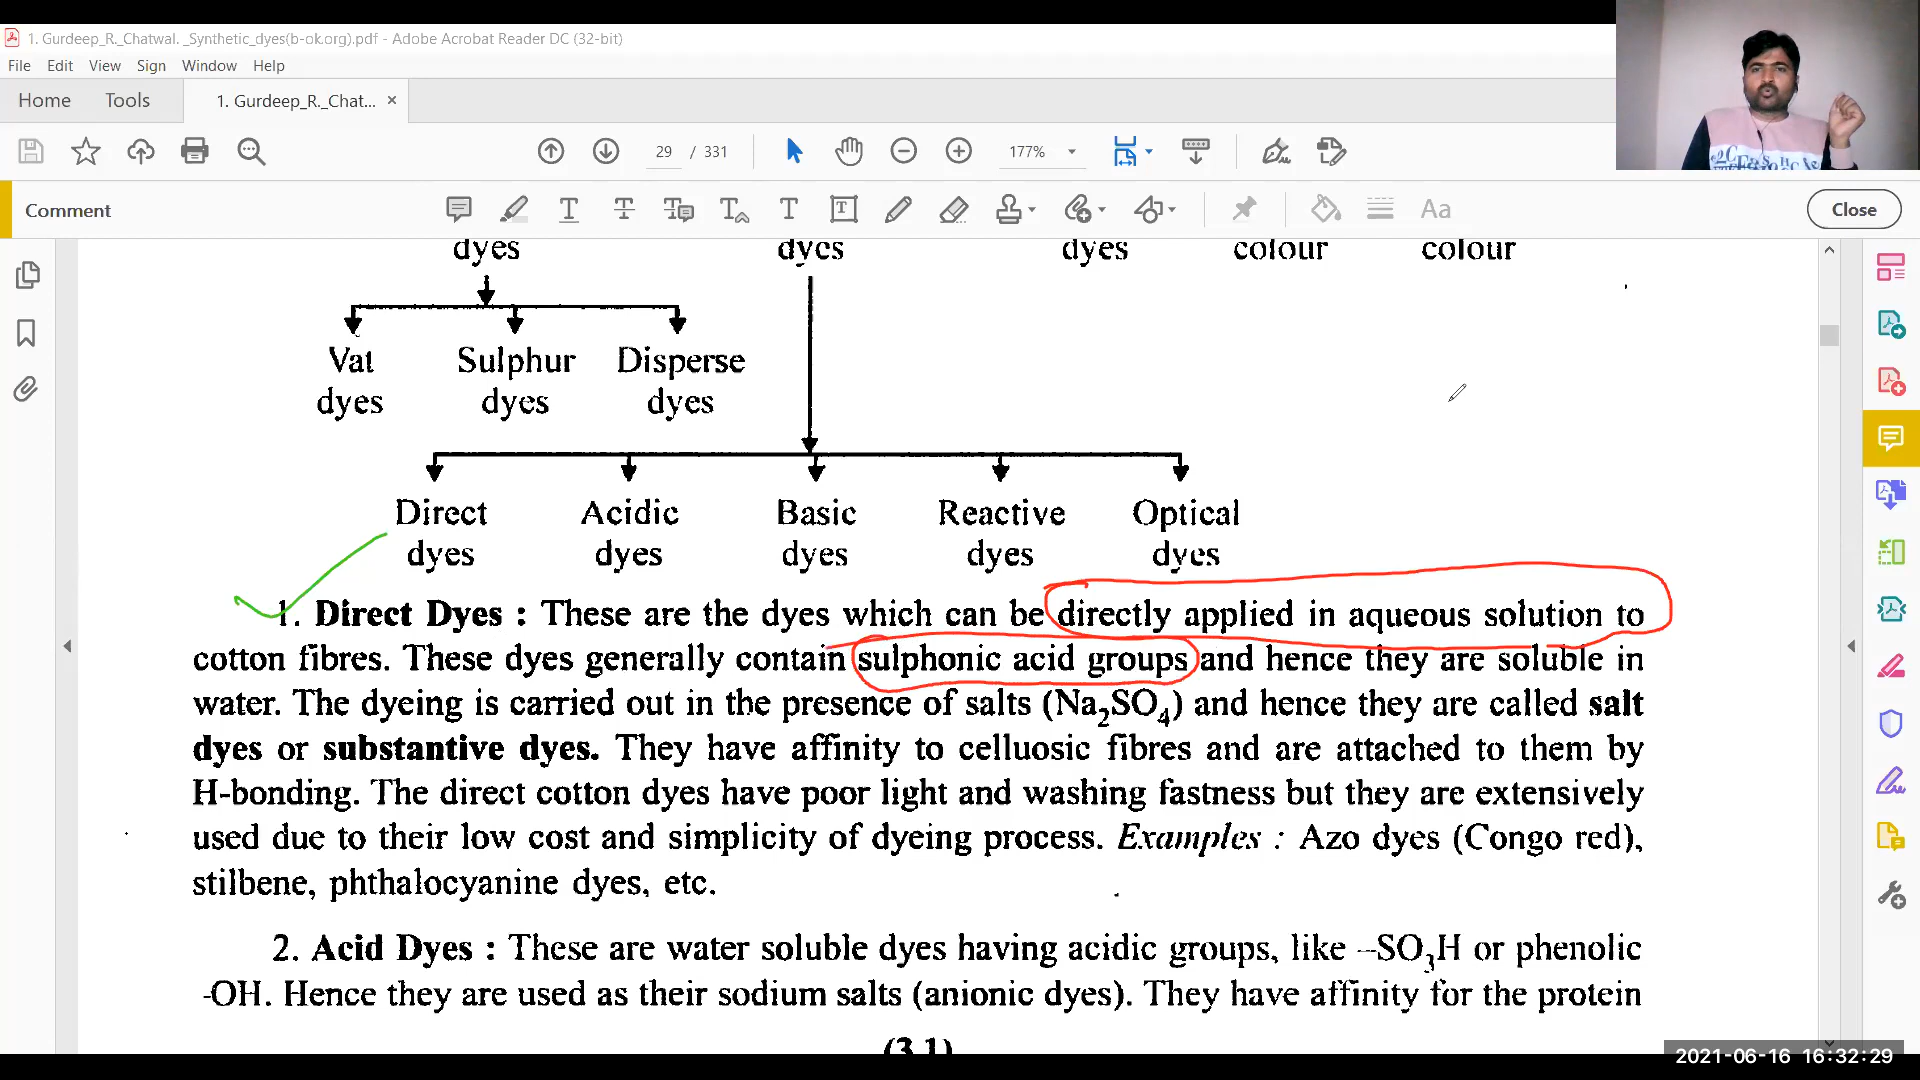 1. Gurdeep_R._Chatwal. _Synthetic_dyes(b-ok.org).pdf - Adobe Acrobat Reader DC (32-bit)
File Edit View Sign Window Help
Home Tools 1. Gurdeep_R._Chat... ×
29 / 331 177%
Comment Aa Close
dyes dyes dyes colour colour
Vat Sulphur Disperse
dyes dyes dyes
Direct Acidic Basic Reactive Optical
dyes dyes dyes dyes dyes
1. Direct Dyes : These are the dyes which can be directly applied in aqueous solution to
cotton fibres. These dyes generally contain sulphonic acid groups and hence they are soluble in
water. The dyeing is carried out in the presence of salts (Na₂SO₄) and hence they are called salt
dyes or substantive dyes. They have affinity to celluosic fibres and are attached to them by
H-bonding. The direct cotton dyes have poor light and washing fastness but they are extensively
used due to their low cost and simplicity of dyeing process. Examples : Azo dyes (Congo red),
stilbene, phthalocyanine dyes, etc.
2. Acid Dyes : These are water soluble dyes having acidic groups, like –SO₃H or phenolic
-OH. Hence they are used as their sodium salts (anionic dyes). They have affinity for the protein
(3.1)
2021-06-16 16:32:29